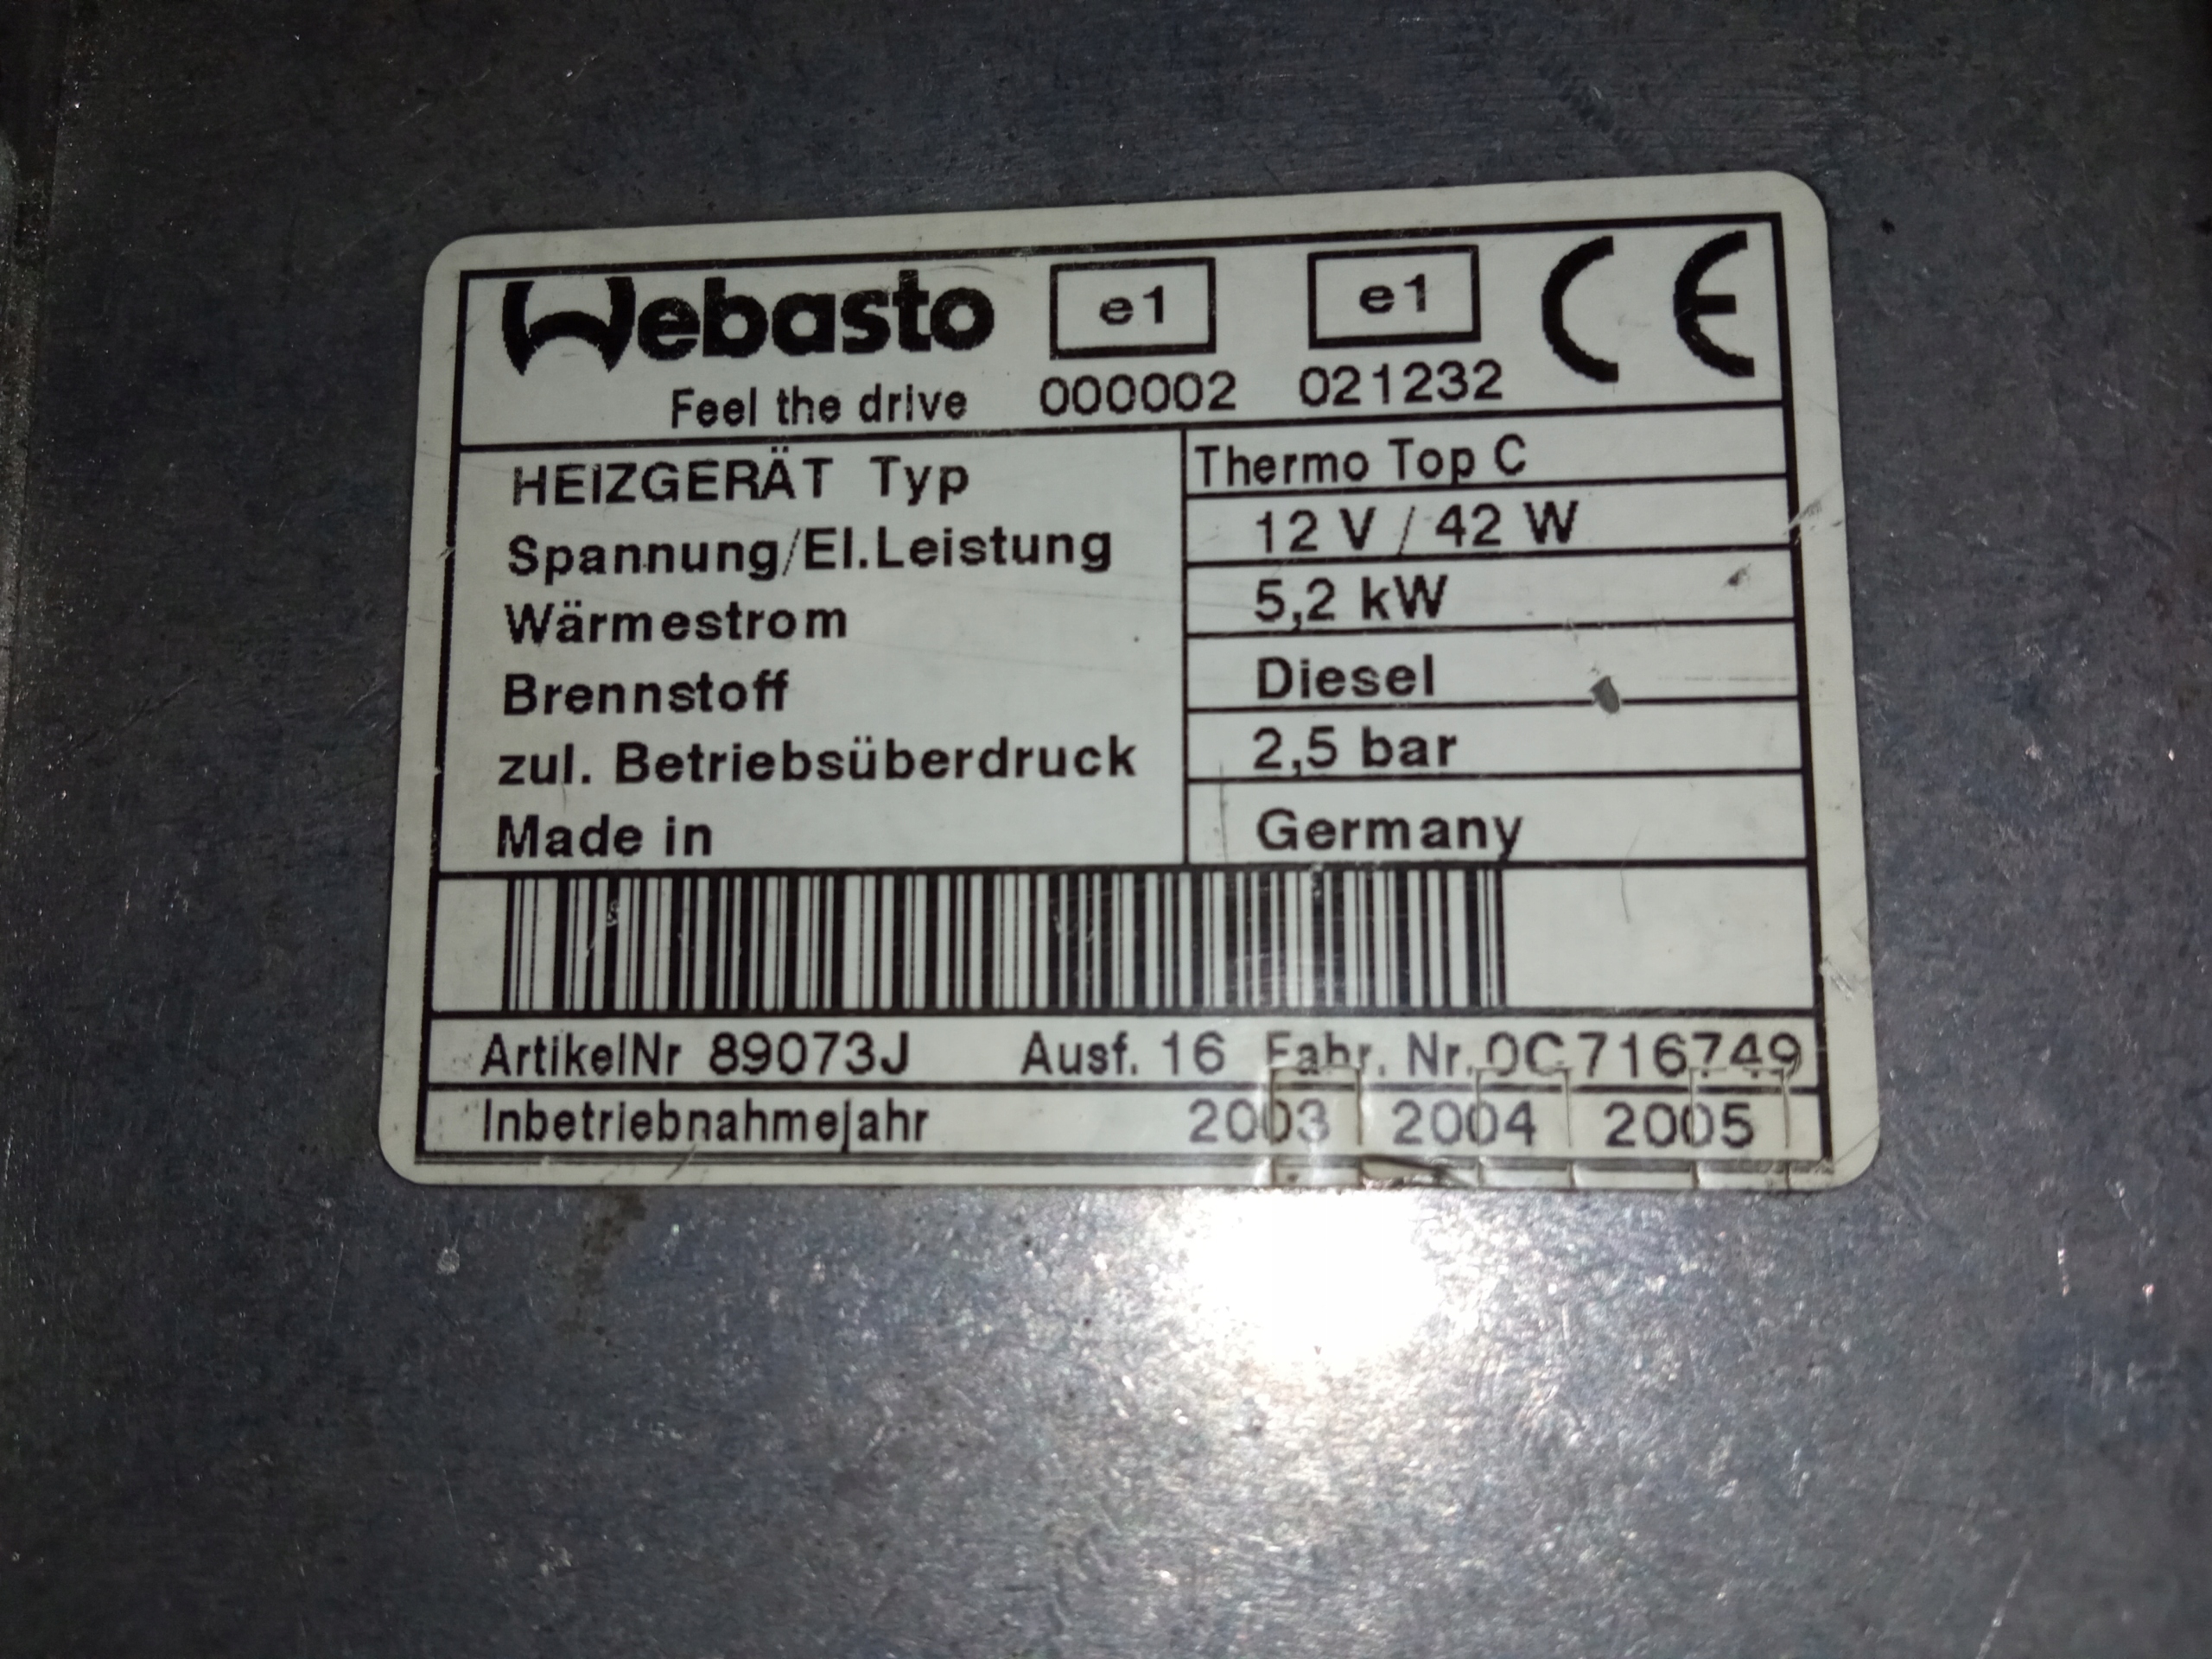 Webasto e1 e1 CE
Feel the drive 000002 021232
HEIZGERÄT Typ Thermo Top C
Spannung/El.Leistung 12 V / 42 W
Wärmestrom 5,2 kW
Brennstoff Diesel
zul. Betriebsüberdruck 2,5 bar
Made in Germany
ArtikelNr 89073J Ausf. 16 Fabr. Nr. 0C716749
Inbetriebnahmejahr 2003 2004 2005